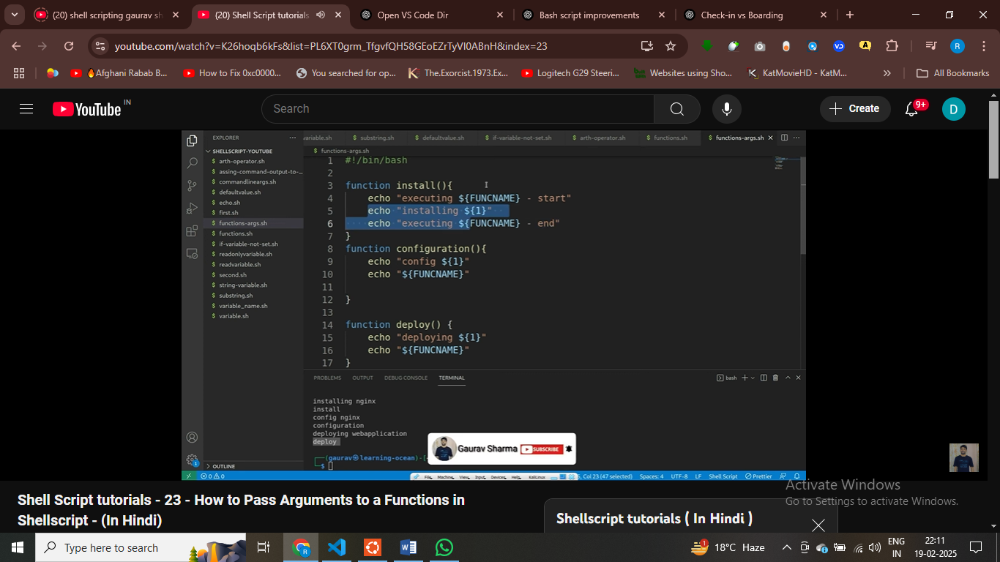 (20) shell scripting gaurav sh
(20) Shell Script tutorials
Open VS Code Dir
Bash script improvements
Check-in vs Boarding
youtube.com/watch?v=K26hoqb6kFs&list=PL6XT0grm_TfgvfQH58GEoEZrTyVI0ABnH&index=23
R
🔥Afghani Rabab B...
How to Fix 0xc0000...
You searched for op...
The.Exorcist.1973.Ex...
Logitech G29 Steeri...
Websites using Sho...
KatMovieHD - KatM...
All Bookmarks
YouTube IN
Search
Create
9+
D
EXPLORER
SHELLSCRIPT-YOUTUBE
$ arth-operator.sh
$ assing-command-output-to-...
$ commandlineargs.sh
$ defaultvalue.sh
$ echo.sh
$ first.sh
$ functions-args.sh
$ functions.sh
$ if-variable-not-set.sh
$ readonlyvariable.sh
$ readvariable.sh
$ second.sh
$ string-variable.sh
$ substring.sh
$ variable_name.sh
$ variable.sh
OUTLINE
variable.sh
$ substring.sh
$ defaultvalue.sh
$ if-variable-not-set.sh
$ arth-operator.sh
$ functions.sh
$ functions-args.sh
$ functions-args.sh
1 #!/bin/bash
2
3 function install(){
4 echo "executing ${FUNCNAME} - start"
5 echo "installing ${1}"
6 echo "executing ${FUNCNAME} - end"
7 }
8 function configuration(){
9 echo "config ${1}"
10 echo "${FUNCNAME}"
11
12 }
13
14 function deploy() {
15 echo "deploying ${1}"
16 echo "${FUNCNAME}"
17 }
PROBLEMS OUTPUT DEBUG CONSOLE TERMINAL
bash
installing nginx
install
config nginx
configuration
deploying webapplication
deploy
(gaurav㉿learning-ocean)-[
$
Gaurav Sharma SUBSCRIBE
0 0
File Machine View Input Devices Help KaliLinux
Col 23 (47 selected) Spaces: 4 UTF-8 LF Shell Script Prettier
Shell Script tutorials - 23 - How to Pass Arguments to a Functions in
Shellscript - (In Hindi)
Shellscript tutorials ( In Hindi )
Activate Windows
Go to Settings to activate Windows.
Type here to search
1
18°C Haze
ENG
IN
22:11
19-02-2025